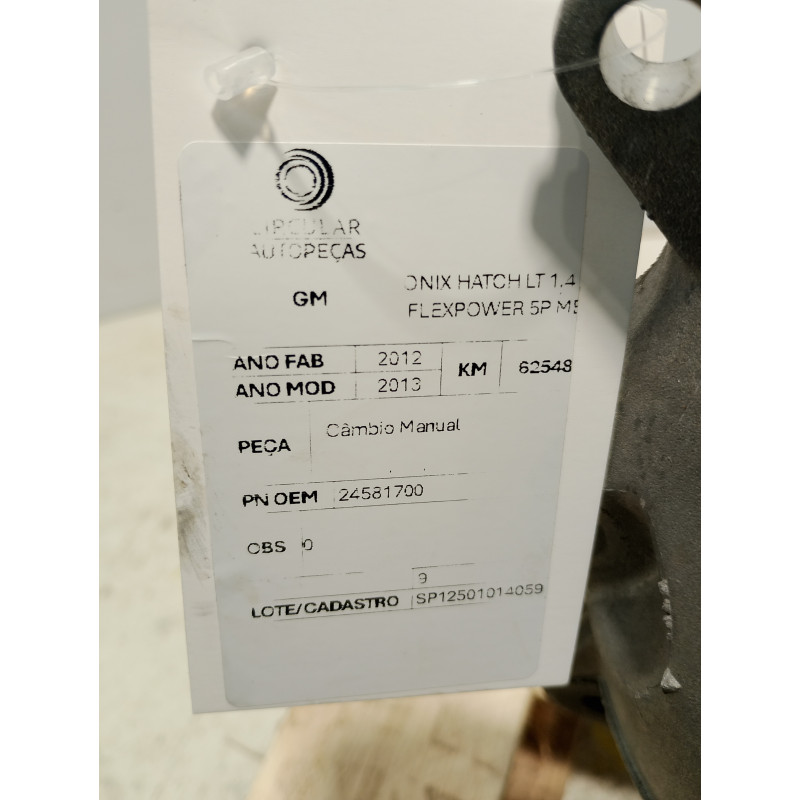 CIRCULAR
AUTOPEÇAS
GM
ONIX HATCH LT 1,4
FLEXPOWER 5P ME
ANO FAB 2012
KM 62548
ANO MOD 2013
PEÇA Câmbio Manual
PN OEM 24581700
OBS 0
9
LOTE/CADASTRO SP12501014059